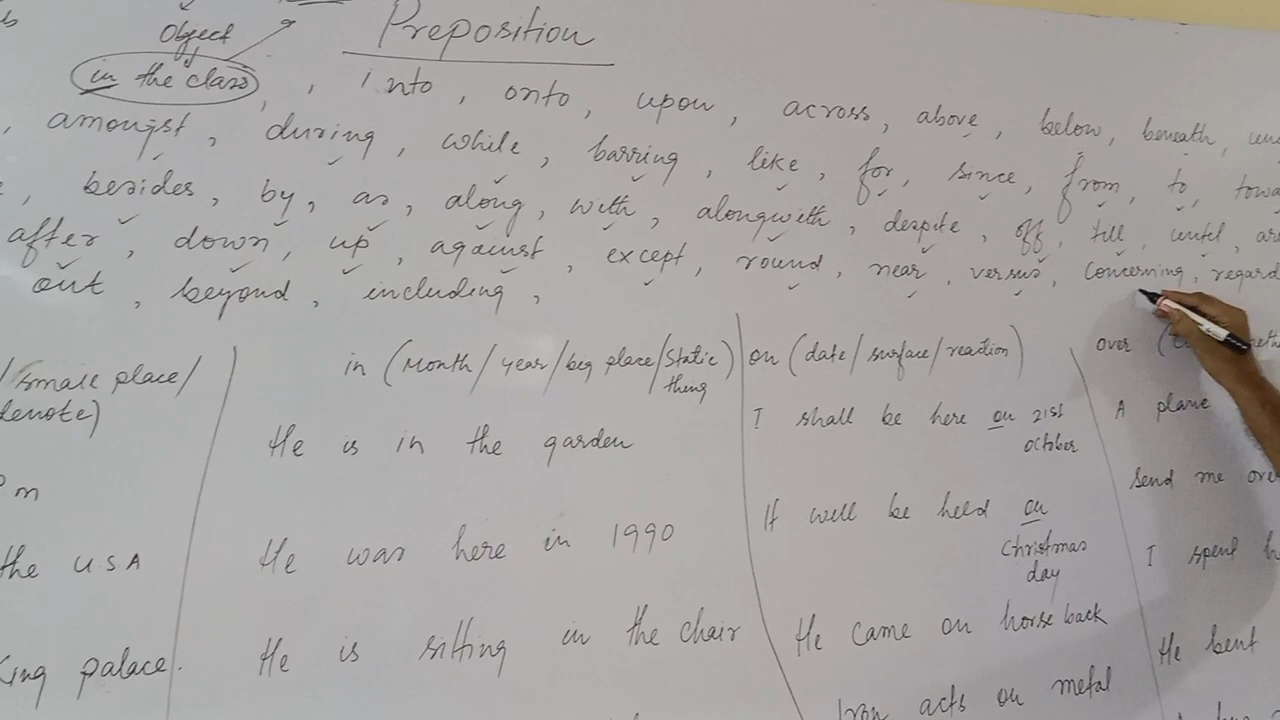 Object
Preposition
in the class, , into, onto, upon, across, above, below, beneath,
, amongst, during, while, barring, like, for, since, from, to,
, besides, by, as, along, with, alongwith, despite, off, till, until,
after, down, up, against, except, round, near, versus, concerning, regard
out, beyond, including,
/small place/
denote)
m
the USA
King palace.
in (Month/year/big place/static thing)
He is in the garden
He was here in 1990
He is sitting in the chair
on (date/surface/reaction)
I shall be here on 21st
October
It will be held on
Christmas
day
He came on horse back
Iron acts on metal
over (
A plane
Send me over
I spent
He bent